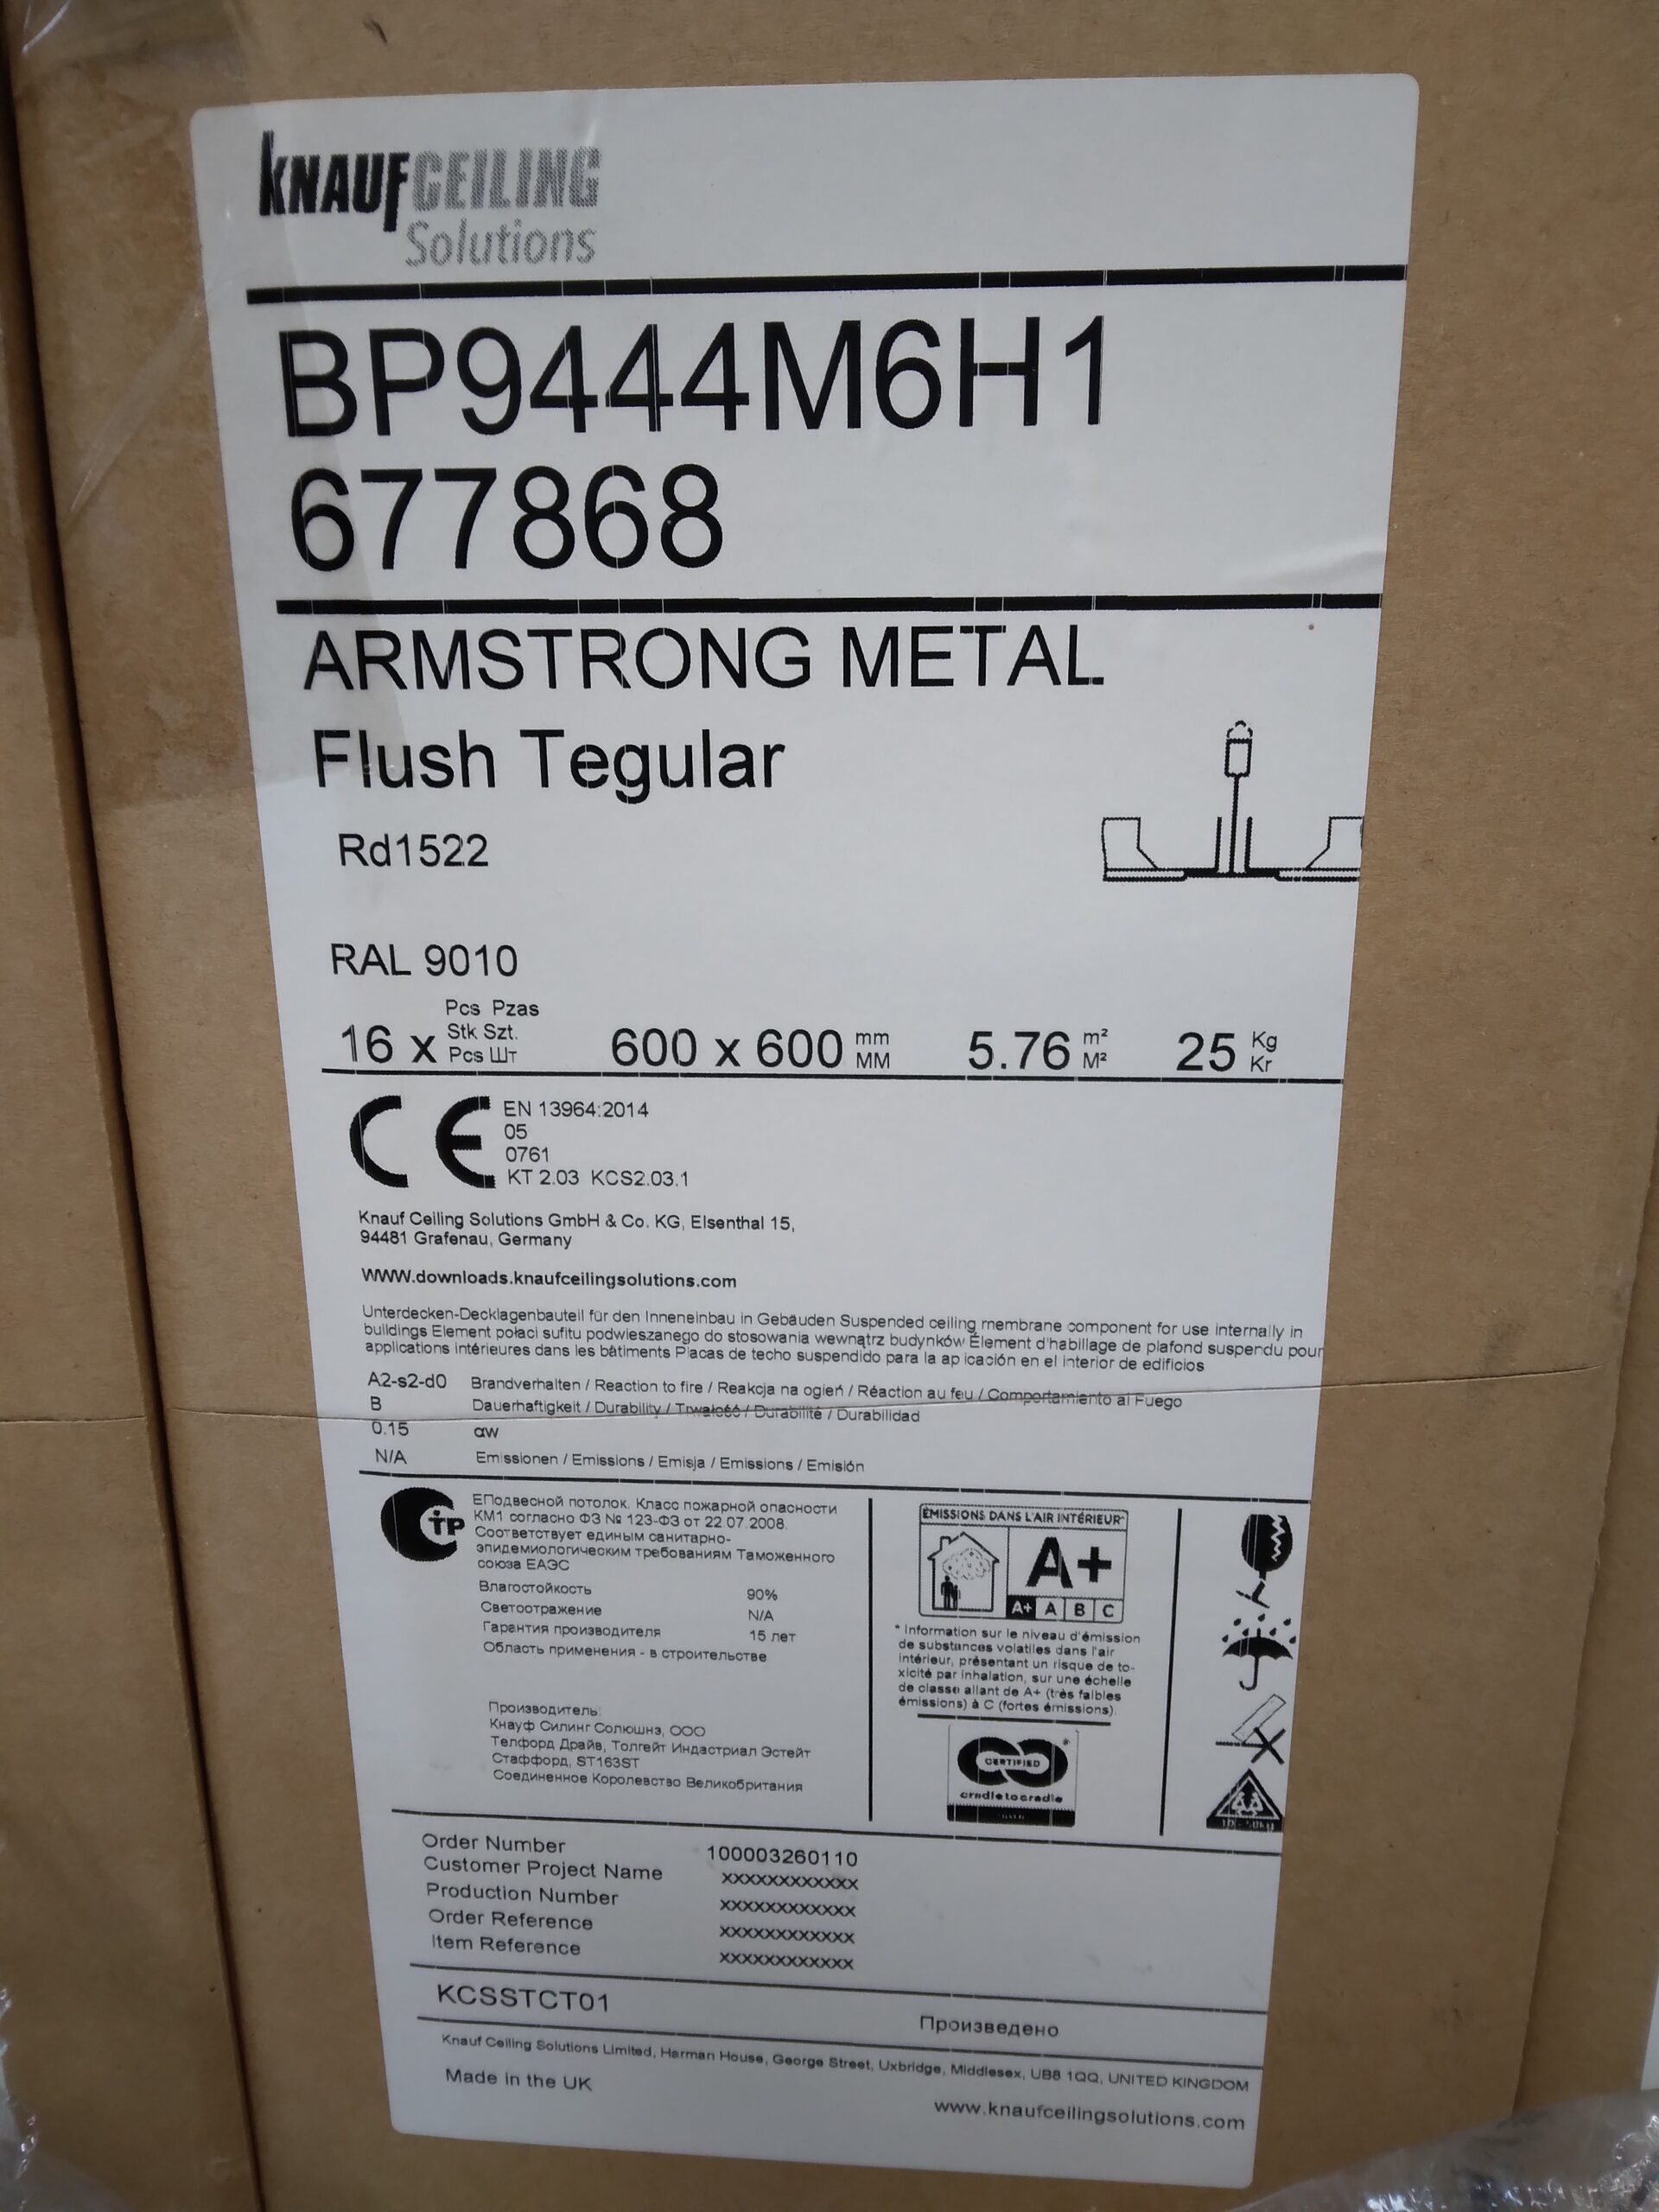 KNAUF CEILING
Solutions
BP9444M6H1
677868
ARMSTRONG METAL
Flush Tegular
Rd1522
RAL 9010
Pcs Pzas
16 x Stk Szt. 600 x 600 mm 5.76 m² 25 Kg
Pcs Шт ММ М² Кг
CE EN 13964:2014
05
0761
KT 2.03 KCS2.03.1
Knauf Ceiling Solutions GmbH & Co. KG, Elsenthal 15,
94481 Grafenau, Germany
WWW.downloads.knaufceilingsolutions.com
Unterdecken-Decklagenbauteil für den Inneneinbau in Gebäuden Suspended ceiling membrane component for use internally in
buildings Element połaci sufitu podwieszanego do stosowania wewnątrz budynków Élement d'habillage de plafond suspendu pour
applications intérieures dans les bâtiments Placas de techo suspendido para la ap icación en el interior de edificios
A2-s2-d0 Brandverhalten / Reaction to fire / Reakcja na ogień / Réaction au feu / Comportamiento al Fuego
B Dauerhaftigkeit / Durability / Trwałość / Durabilité / Durabilidad
0.15 αw
N/A Emissionen / Emissions / Emisja / Emissions / Emisión
ЕПодвесной потолок. Класс пожарной опасности
КМ1 согласно ФЗ № 123-ФЗ от 22.07.2008.
Соответствует единым санитарно-
эпидемиологическим требованиям Таможенного
союза ЕАЭС
Влагостойкость 90%
Светоотражение N/A
Гарантия производителя 15 лет
Область применения - в строительстве
Производитель:
Кнауф Силинг Солюшнз, ООО
Телфорд Драйв, Толгейт Индастриал Эстейт
Стаффорд, ST163ST
Соединенное Королевство Великобритания
ÉMISSIONS DANS L'AIR INTÉRIEUR*
A+
A+ A B C
* Information sur le niveau d'émission
de substances volatiles dans l'air
intérieur, présentant un risque de to-
xicité par inhalation, sur une échelle
de classe allant de A+ (très faibles
émissions) à C (fortes émissions).
CERTIFIED
cradletocradle
Order Number 100003260110
Customer Project Name xxxxxxxxxxxx
Production Number xxxxxxxxxxxx
Order Reference xxxxxxxxxxxx
Item Reference xxxxxxxxxxxx
KCSSTCT01
Произведено
Knauf Ceiling Solutions Limited, Harman House, George Street, Uxbridge, Middlesex, UB8 1QQ, UNITED KINGDOM
Made in the UK
www.knaufceilingsolutions.com